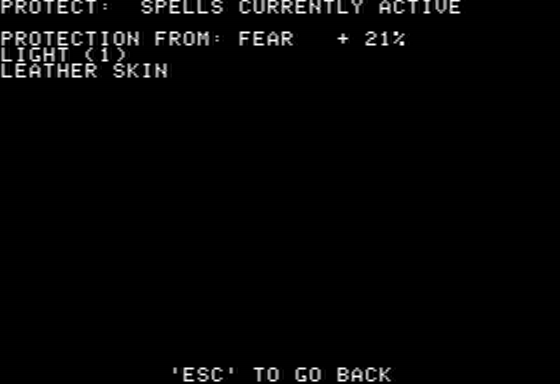 PROTECT:  SPELLS CURRENTLY ACTIVE
PROTECTION FROM: FEAR   + 21%
LIGHT (1)
LEATHER SKIN
'ESC' TO GO BACK